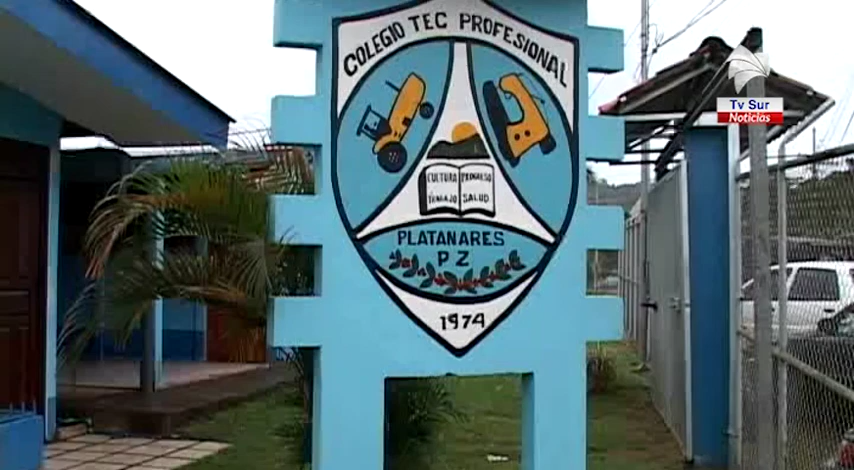 COLEGIO TEC PROFESIONAL
CULTURA PROGRESO
TRABAJO SALUD
PLATANARES
P Z
1974
Tv Sur
Noticias